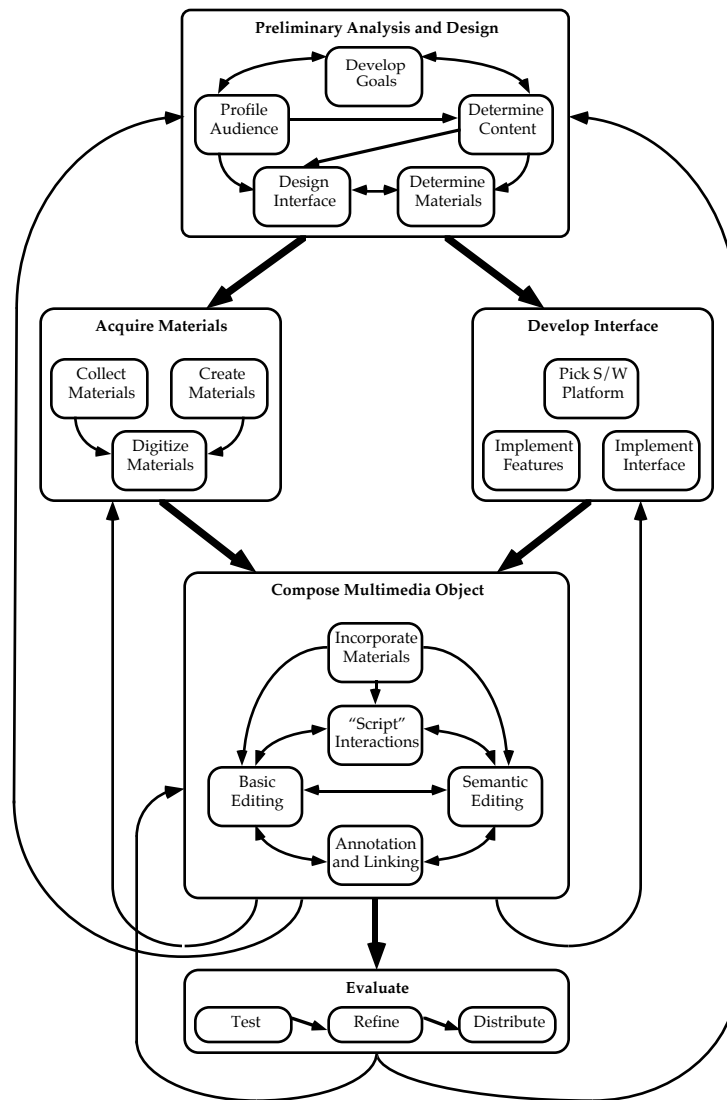 Preliminary Analysis and Design
Develop
Goals
Profile
Audience
Determine
Content
Design
Interface
Determine
Materials
Acquire Materials
Collect
Materials
Create
Materials
Digitize
Materials
Develop Interface
Pick S/W
Platform
Implement
Features
Implement
Interface
Compose Multimedia Object
Incorporate
Materials
“Script”
Interactions
Basic
Editing
Semantic
Editing
Annotation
and Linking
Evaluate
Test
Refine
Distribute